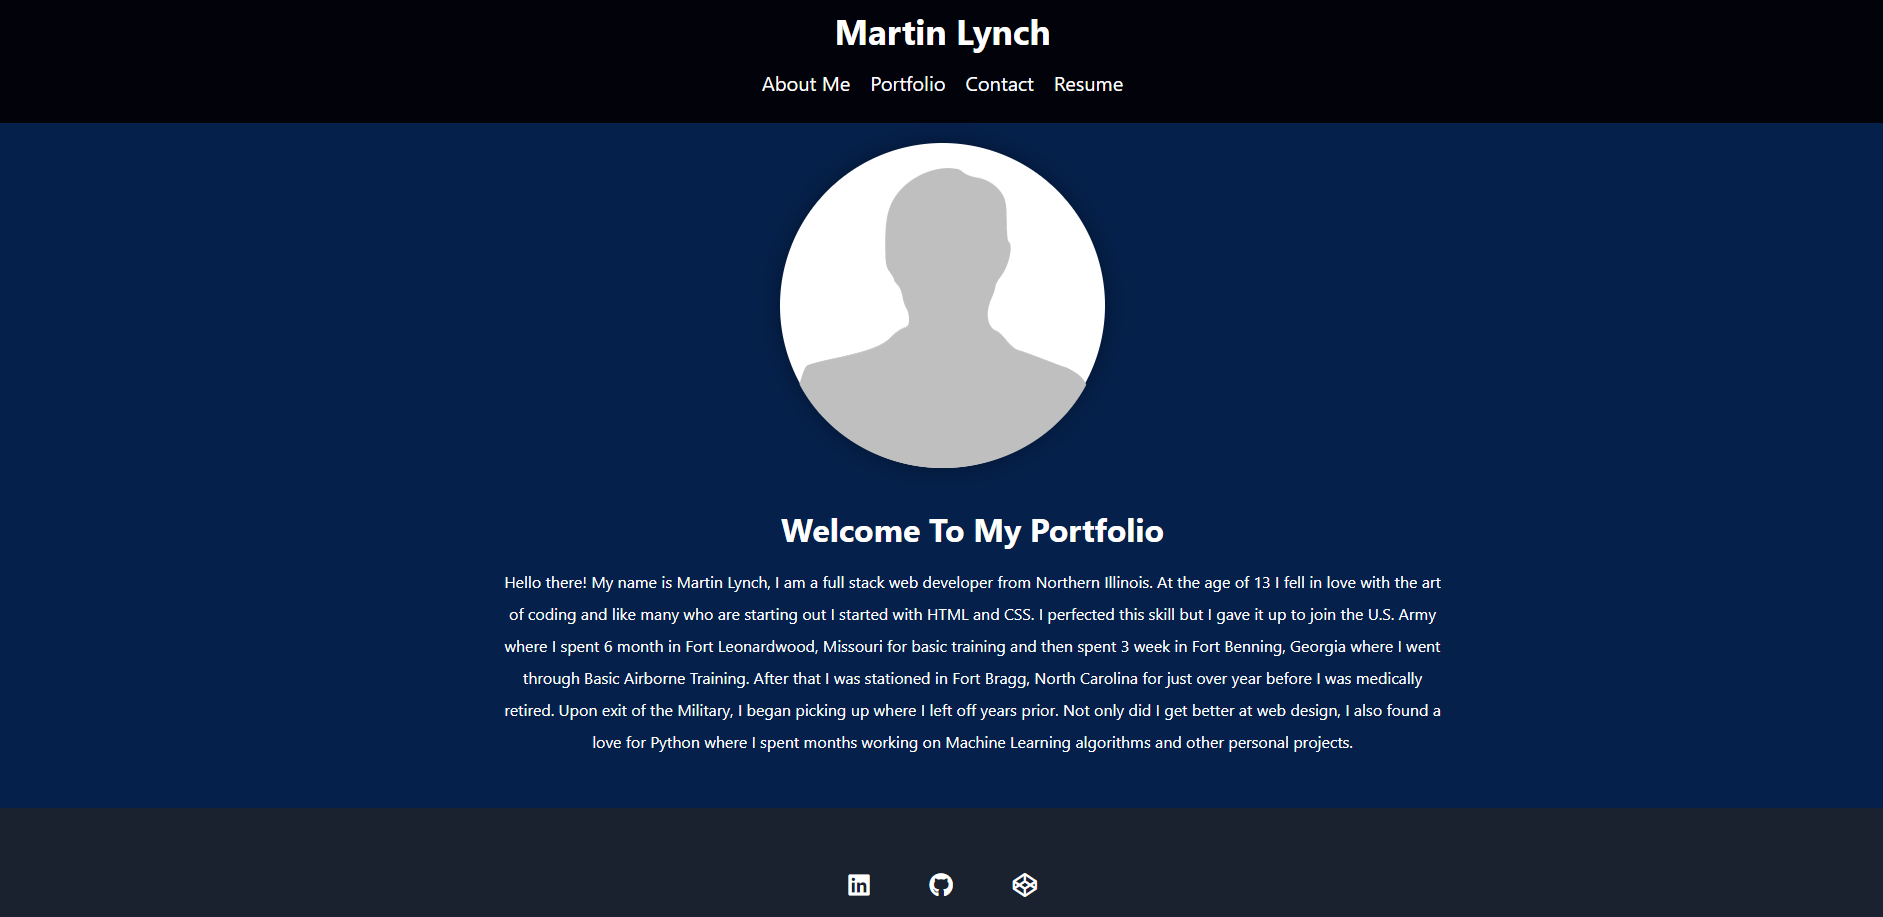 Martin Lynch
About Me Portfolio Contact Resume
Welcome To My Portfolio
Hello there! My name is Martin Lynch, I am a full stack web developer from Northern Illinois. At the age of 13 I fell in love with the art
of coding and like many who are starting out I started with HTML and CSS. I perfected this skill but I gave it up to join the U.S. Army
where I spent 6 month in Fort Leonardwood, Missouri for basic training and then spent 3 week in Fort Benning, Georgia where I went
through Basic Airborne Training. After that I was stationed in Fort Bragg, North Carolina for just over year before I was medically
retired. Upon exit of the Military, I began picking up where I left off years prior. Not only did I get better at web design, I also found a
love for Python where I spent months working on Machine Learning algorithms and other personal projects.
in